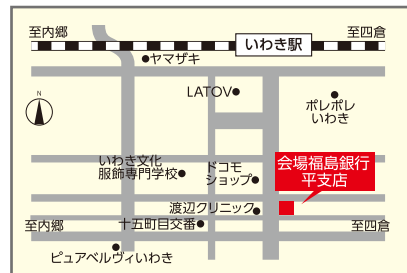 至内郷
いわき駅
至四倉
ヤマザキ
LATOV
ポレポレ
いわき
N
いわき文化
服飾専門学校
ドコモ
ショップ
会場福島銀行
平支店
渡辺クリニック
至内郷
十五町目交番
至四倉
ピュアベルヴィいわき